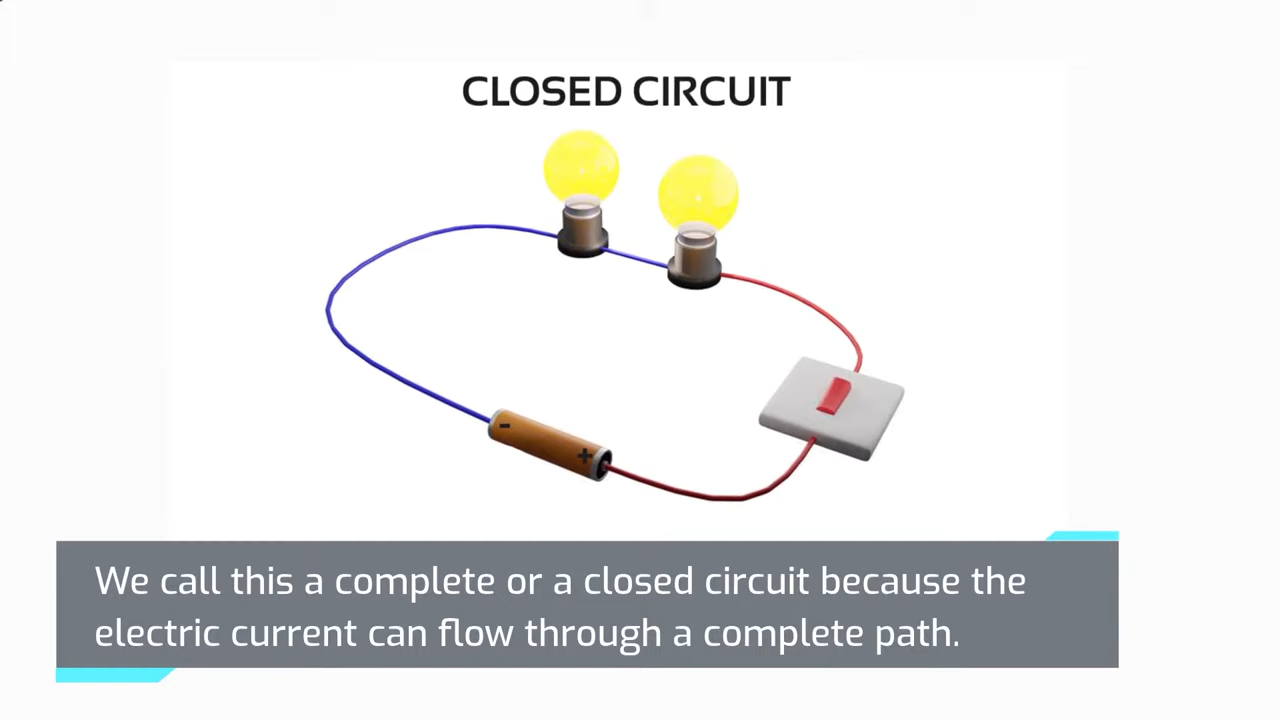 CLOSED CIRCUIT
-
+
We call this a complete or a closed circuit because the
electric current can flow through a complete path.